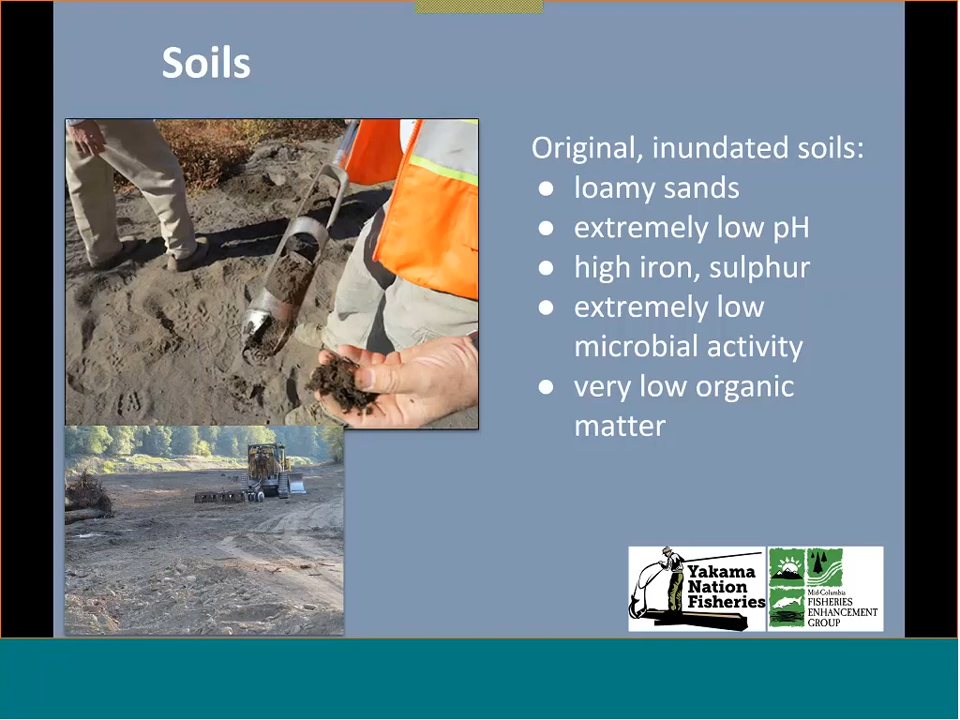 Soils
Original, inundated soils:
● loamy sands
● extremely low pH
● high iron, sulphur
● extremely low
microbial activity
● very low organic
matter
Yakama
Nation
Fisheries
Mid-Columbia
FISHERIES
ENHANCEMENT
GROUP